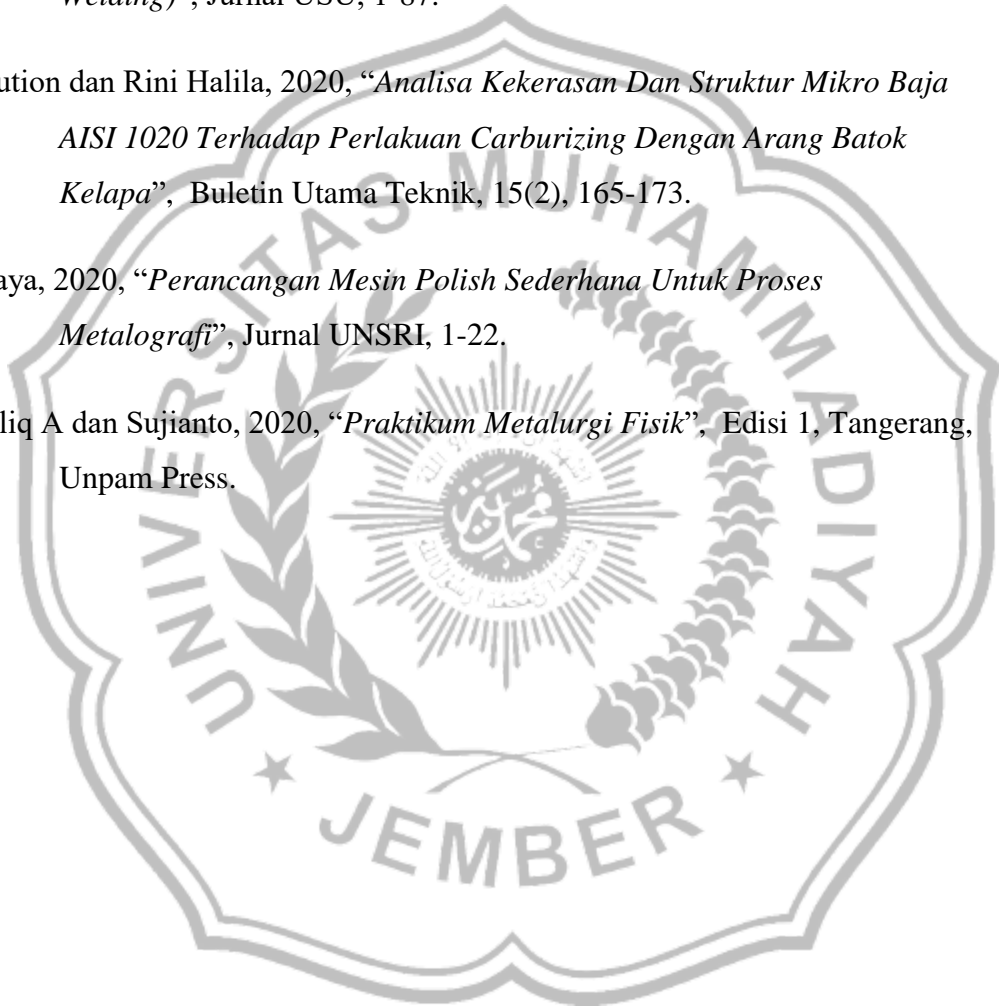 Welding)”, Jurnal USU, 1-87.
ution dan Rini Halila, 2020, “Analisa Kekerasan Dan Struktur Mikro Baja
AISI 1020 Terhadap Perlakuan Carburizing Dengan Arang Batok
Kelapa”, Buletin Utama Teknik, 15(2), 165-173.
aya, 2020, “Perancangan Mesin Polish Sederhana Untuk Proses
Metalografi”, Jurnal UNSRI, 1-22.
liq A dan Sujianto, 2020, “Praktikum Metalurgi Fisik”, Edisi 1, Tangerang,
Unpam Press.
UNIVERSITAS MUHAMMADIYAH
JEMBER